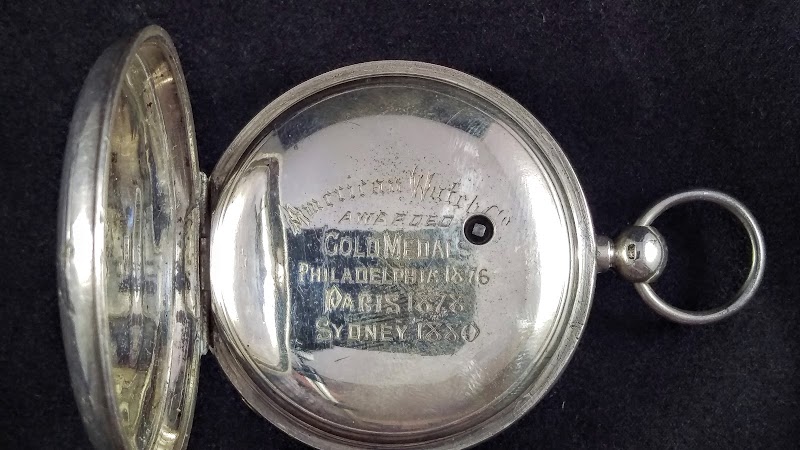 American Watch Co
AWARDED
GOLD MEDALS
PHILADELPHIA 1876
PARIS 1878
SYDNEY 1880